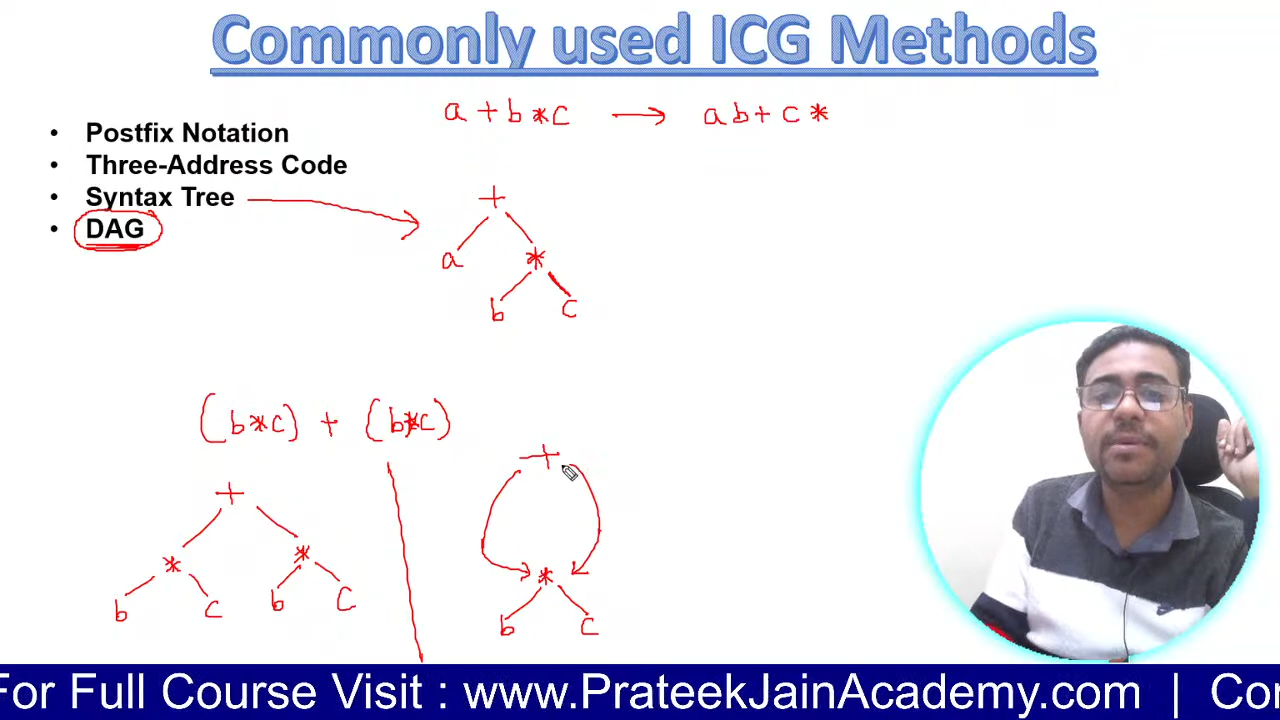 Commonly used ICG Methods
a + b * c → a b + c *
• Postfix Notation
• Three-Address Code
• Syntax Tree
• DAG
+
a *
b c
(b*c) + (b*c)
+
* *
b c b c
+
*
b c
For Full Course Visit : www.PrateekJainAcademy.com | Co